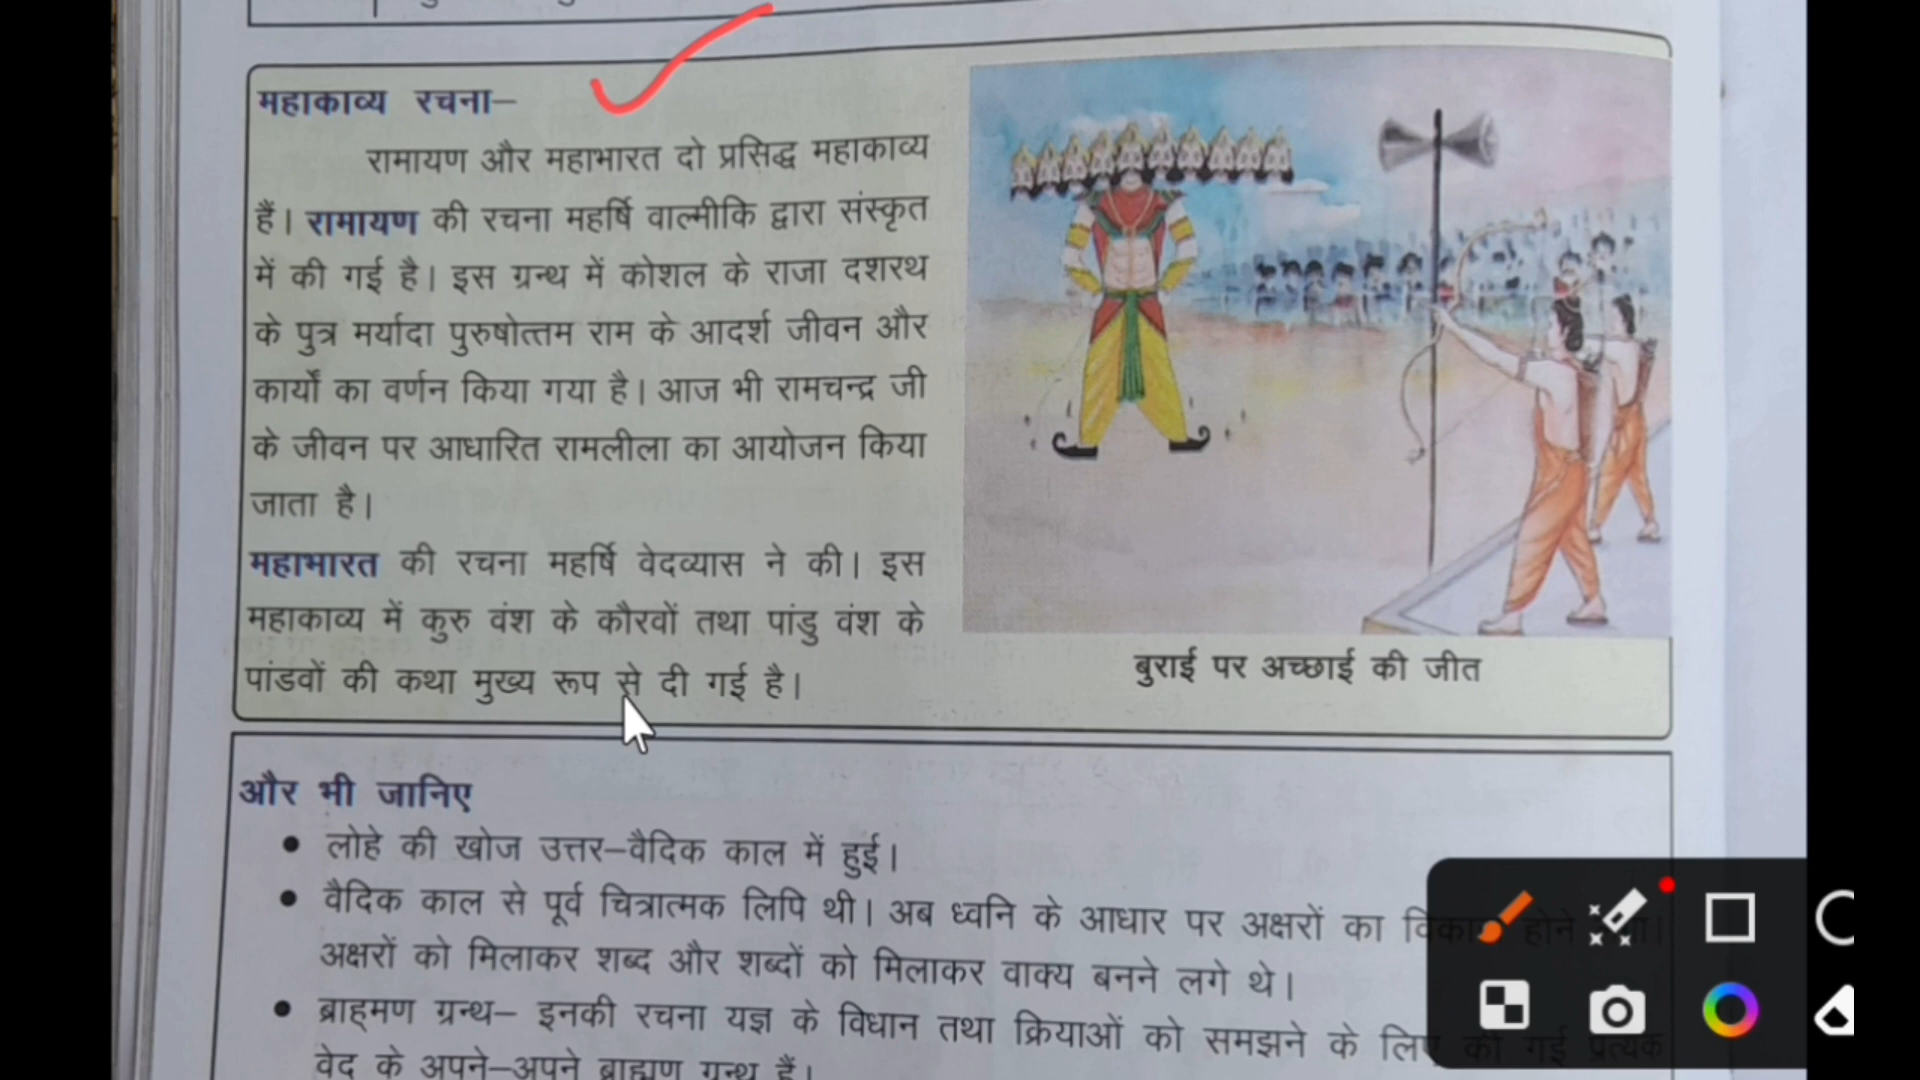 महाकाव्य रचना–
रामायण और महाभारत दो प्रसिद्ध महाकाव्य
हैं। रामायण की रचना महर्षि वाल्मीकि द्वारा संस्कृत
में की गई है। इस ग्रन्थ में कोशल के राजा दशरथ
के पुत्र मर्यादा पुरुषोत्तम राम के आदर्श जीवन और
कार्यों का वर्णन किया गया है। आज भी रामचन्द्र जी
के जीवन पर आधारित रामलीला का आयोजन किया
जाता है।
महाभारत की रचना महर्षि वेदव्यास ने की। इस
महाकाव्य में कुरु वंश के कौरवों तथा पांडु वंश के
पांडवों की कथा मुख्य रूप से दी गई है।
बुराई पर अच्छाई की जीत
और भी जानिए
• लोहे की खोज उत्तर–वैदिक काल में हुई।
• वैदिक काल से पूर्व चित्रात्मक लिपि थी। अब ध्वनि के आधार पर अक्षरों का विकास होने
अक्षरों को मिलाकर शब्द और शब्दों को मिलाकर वाक्य बनने लगे थे।
• ब्राह्मण ग्रन्थ– इनकी रचना यज्ञ के विधान तथा क्रियाओं को समझने के लिए की गई प्रत्येक
वेद के अपने–अपने ब्राह्मण ग्रन्थ हैं।